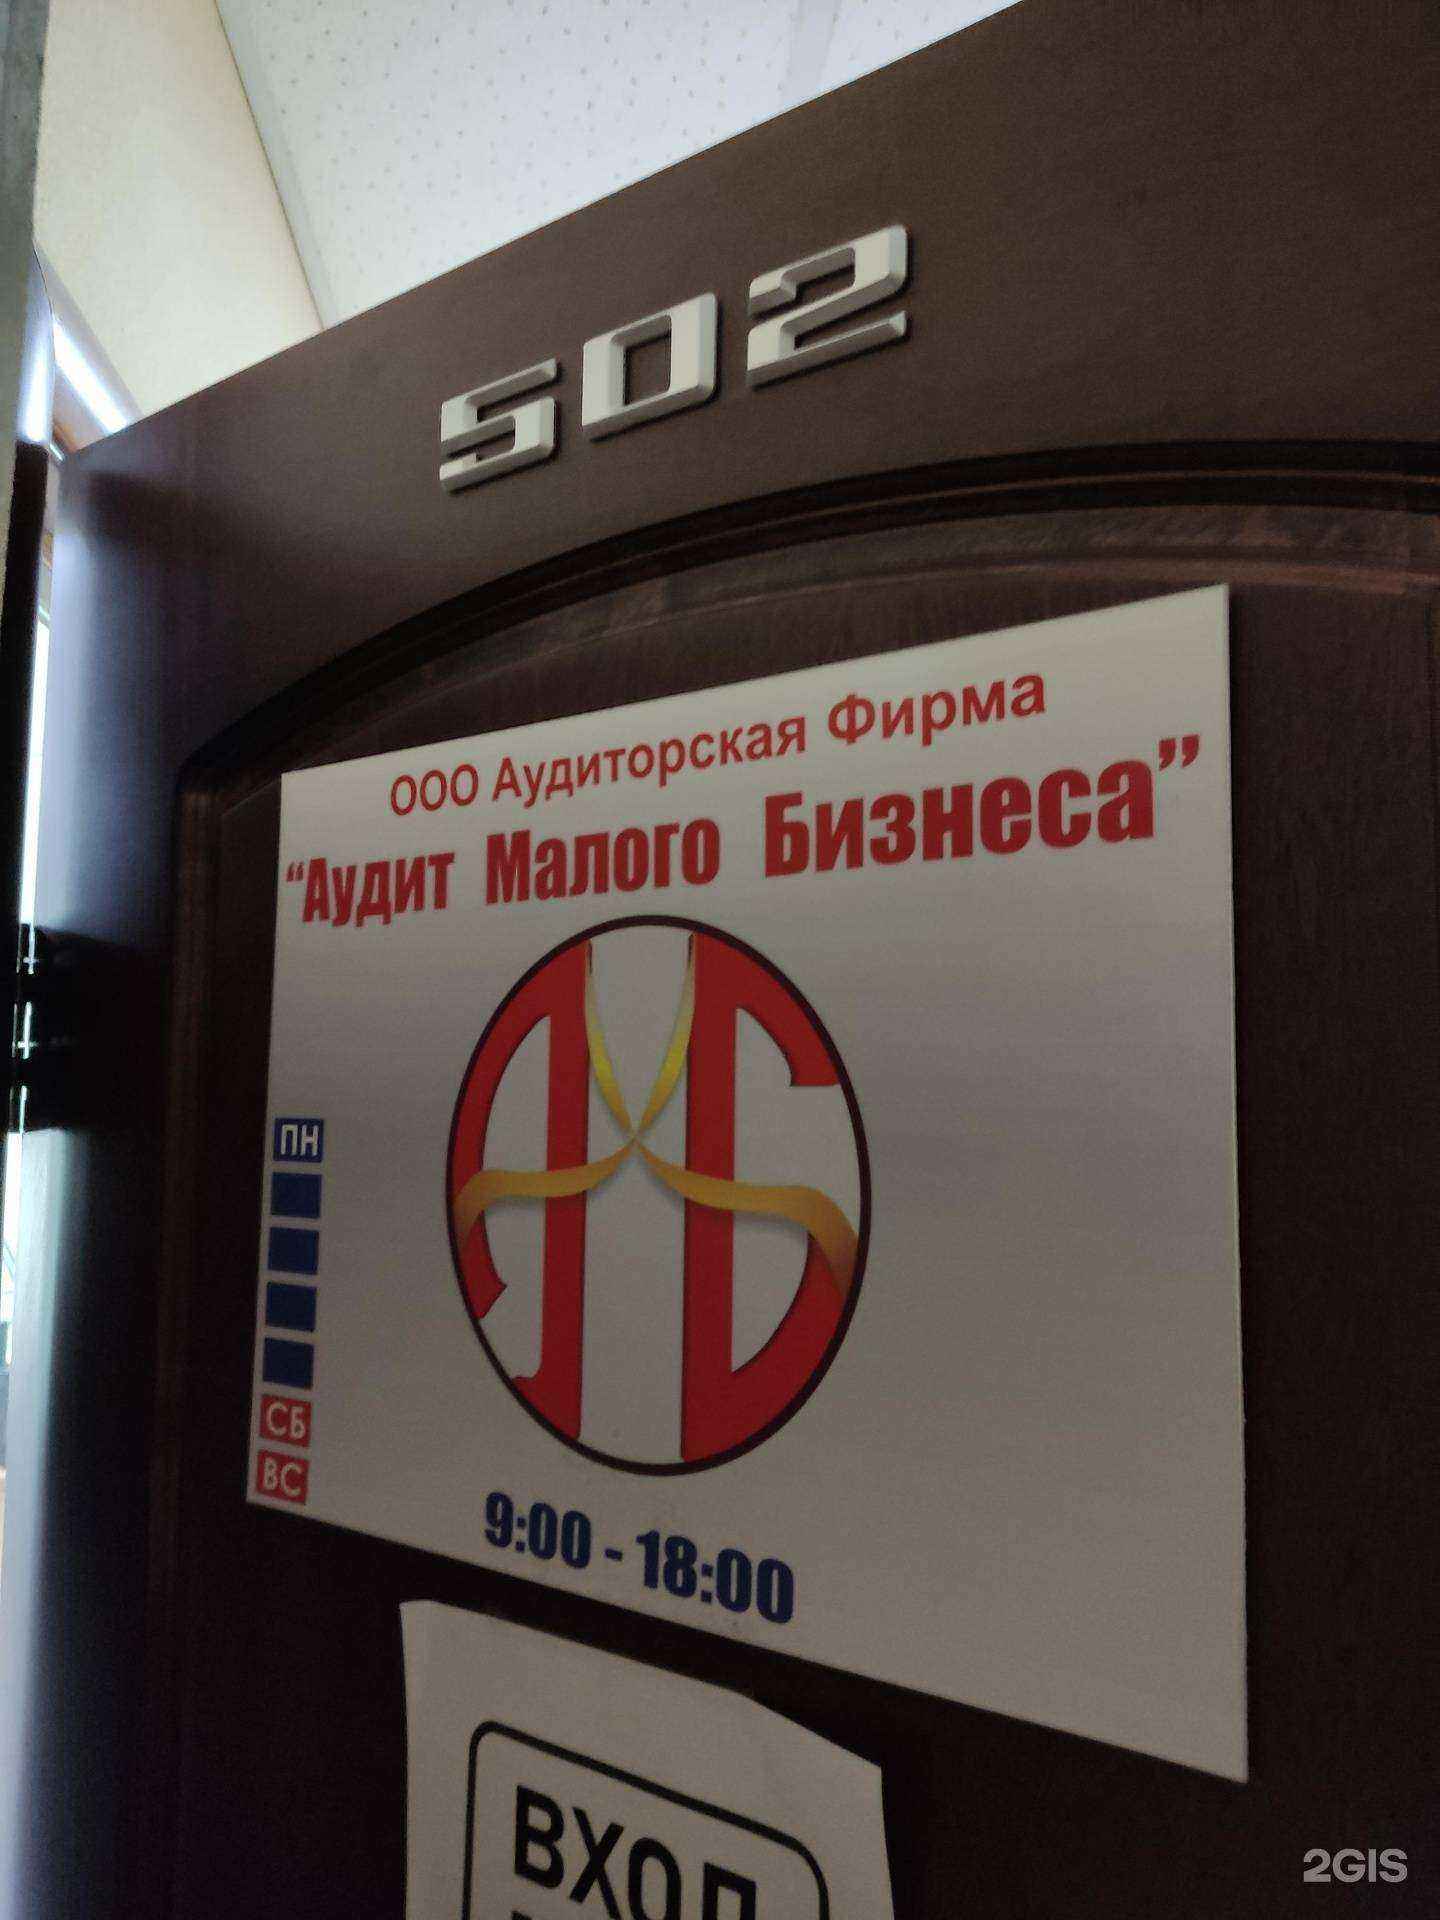 502
ООО Аудиторская Фирма
“Аудит Малого Бизнеса”
АМБ
ПН
СБ
ВС
9:00 - 18:00
ВХОД
2GIS